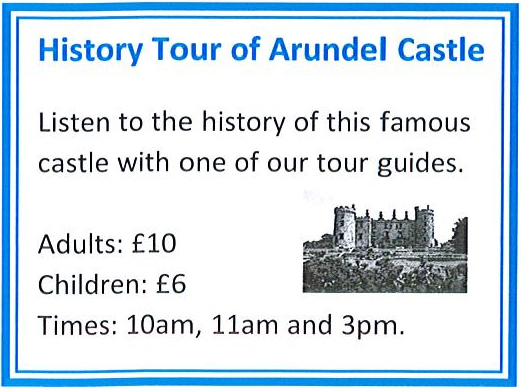 History Tour of Arundel Castle
Listen to the history of this famous
castle with one of our tour guides.
Adults: £10
Children: £6
Times: 10am, 11am and 3pm.